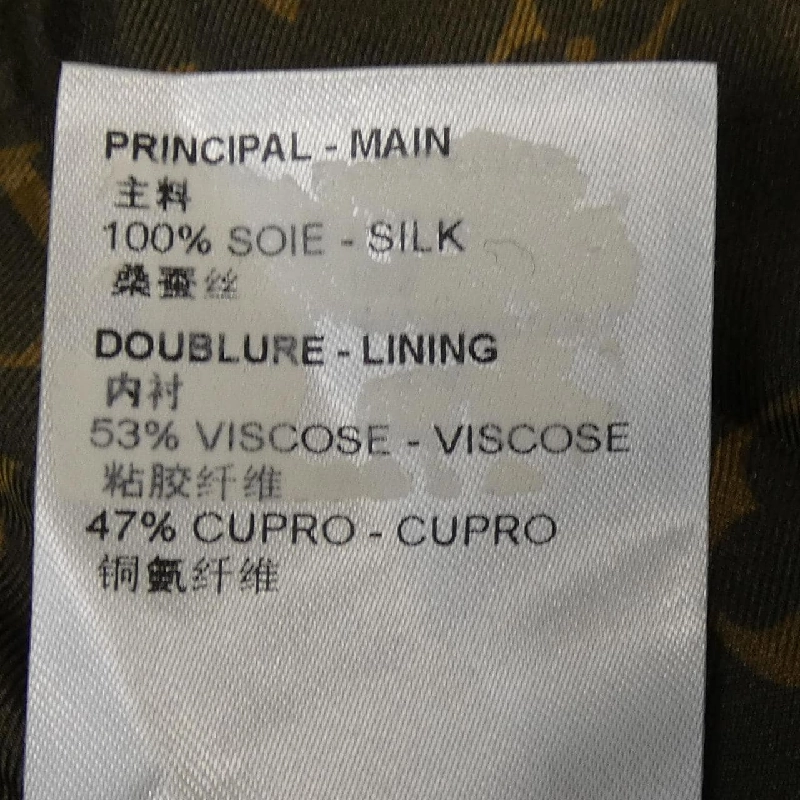 PRINCIPAL - MAIN
主料
100% SOIE - SILK
桑蚕丝
DOUBLURE - LINING
内衬
53% VISCOSE - VISCOSE
粘胶纤维
47% CUPRO - CUPRO
铜氨纤维